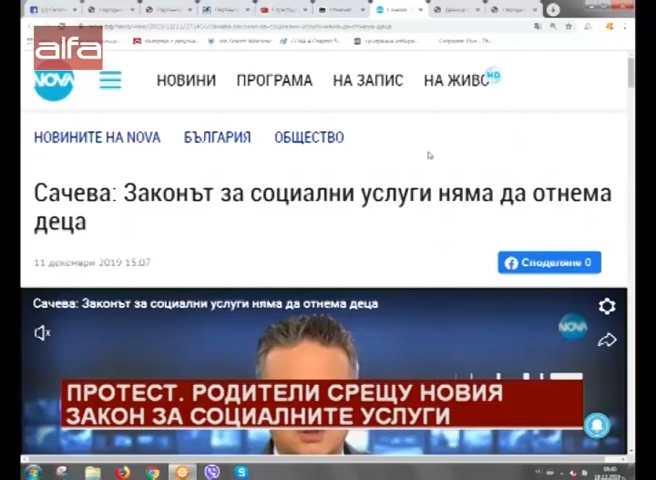 alfa
NOVA
НОВИНИ ПРОГРАМА НА ЗАПИС НА ЖИВО HD
НОВИНИТЕ НА NOVA БЪЛГАРИЯ ОБЩЕСТВО
Сачева: Законът за социални услуги няма да отнема
деца
11 декември 2019 15:07
Споделяне 0
Сачева: Законът за социални услуги няма да отнема деца
NOVA
ПРОТЕСТ. РОДИТЕЛИ СРЕЩУ НОВИЯ
ЗАКОН ЗА СОЦИАЛНИТЕ УСЛУГИ